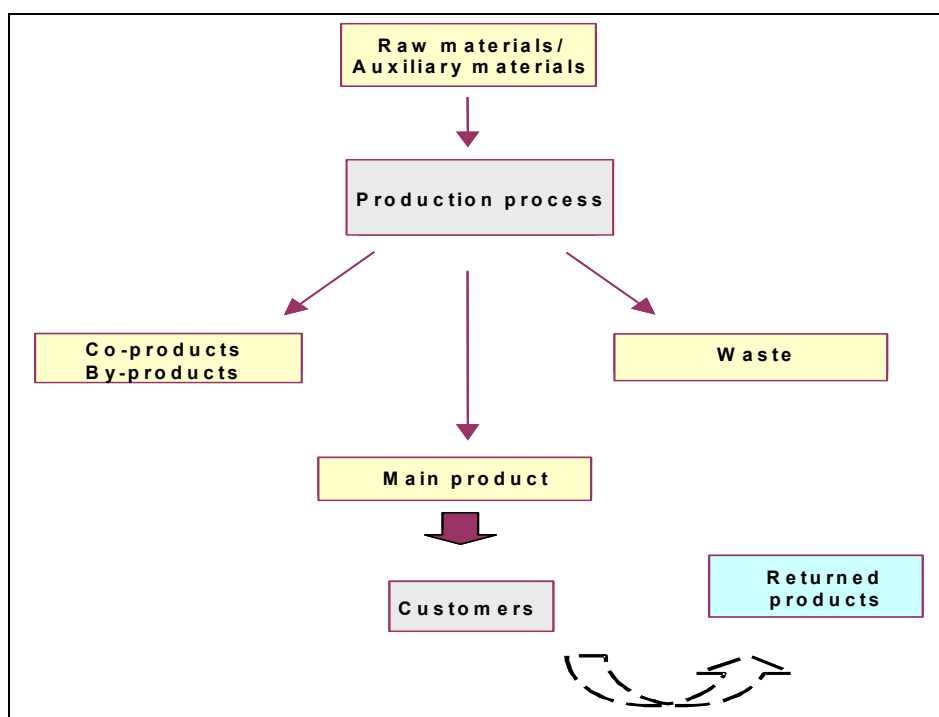 Raw materials/
Auxiliary materials
Production process
Co-products
By-products
Waste
Main product
Customers
Returned
products